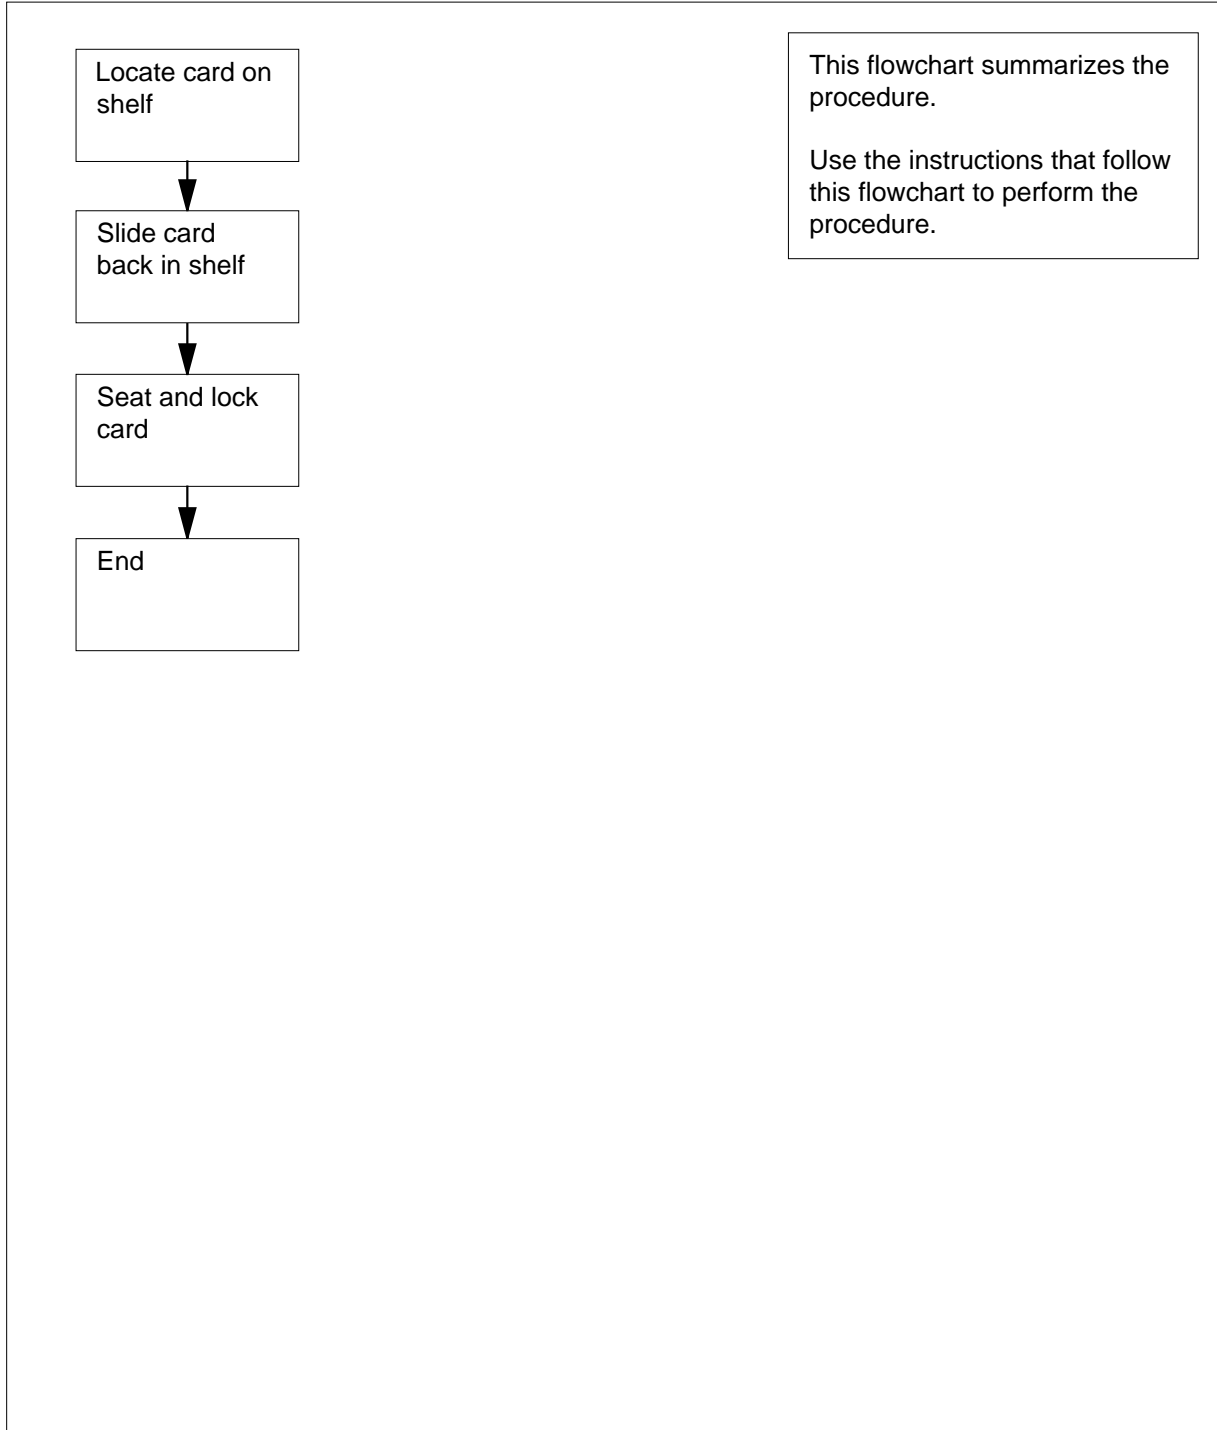 Locate card on
shelf
Slide card
back in shelf
Seat and lock
card
End
This flowchart summarizes the
procedure.
Use the instructions that follow
this flowchart to perform the
procedure.